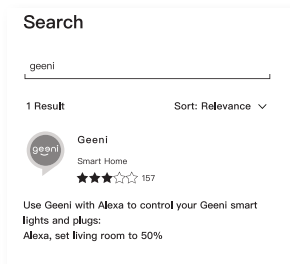 Search
geeni
1 Result Sort: Relevance
geeni
Geeni
Smart Home
157
Use Geeni with Alexa to control your Geeni smart
lights and plugs:
Alexa, set living room to 50%